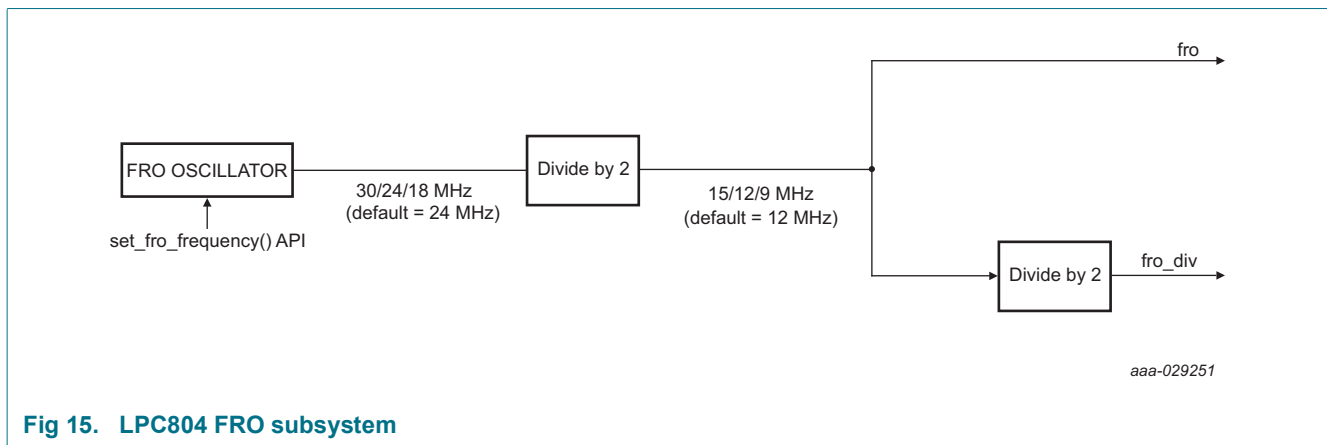 fro
FRO OSCILLATOR
Divide by 2
30/24/18 MHz
(default = 24 MHz)
15/12/9 MHz
(default = 12 MHz)
set_fro_frequency() API
Divide by 2
fro_div
aaa-029251
Fig 15. LPC804 FRO subsystem